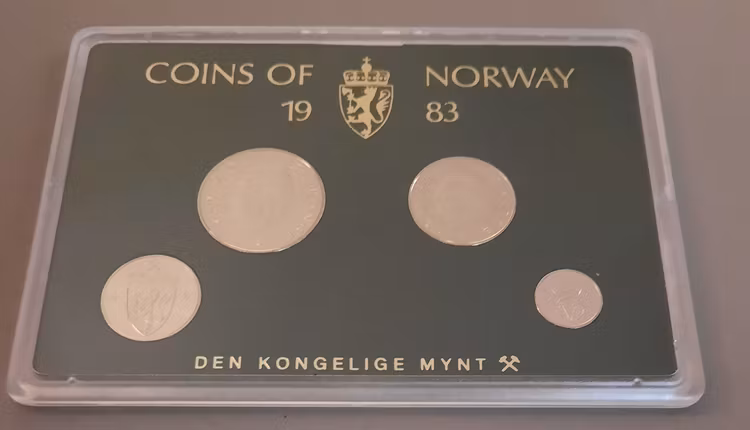 COINS OF NORWAY
19 83
DEN KONGELIGE MYNT